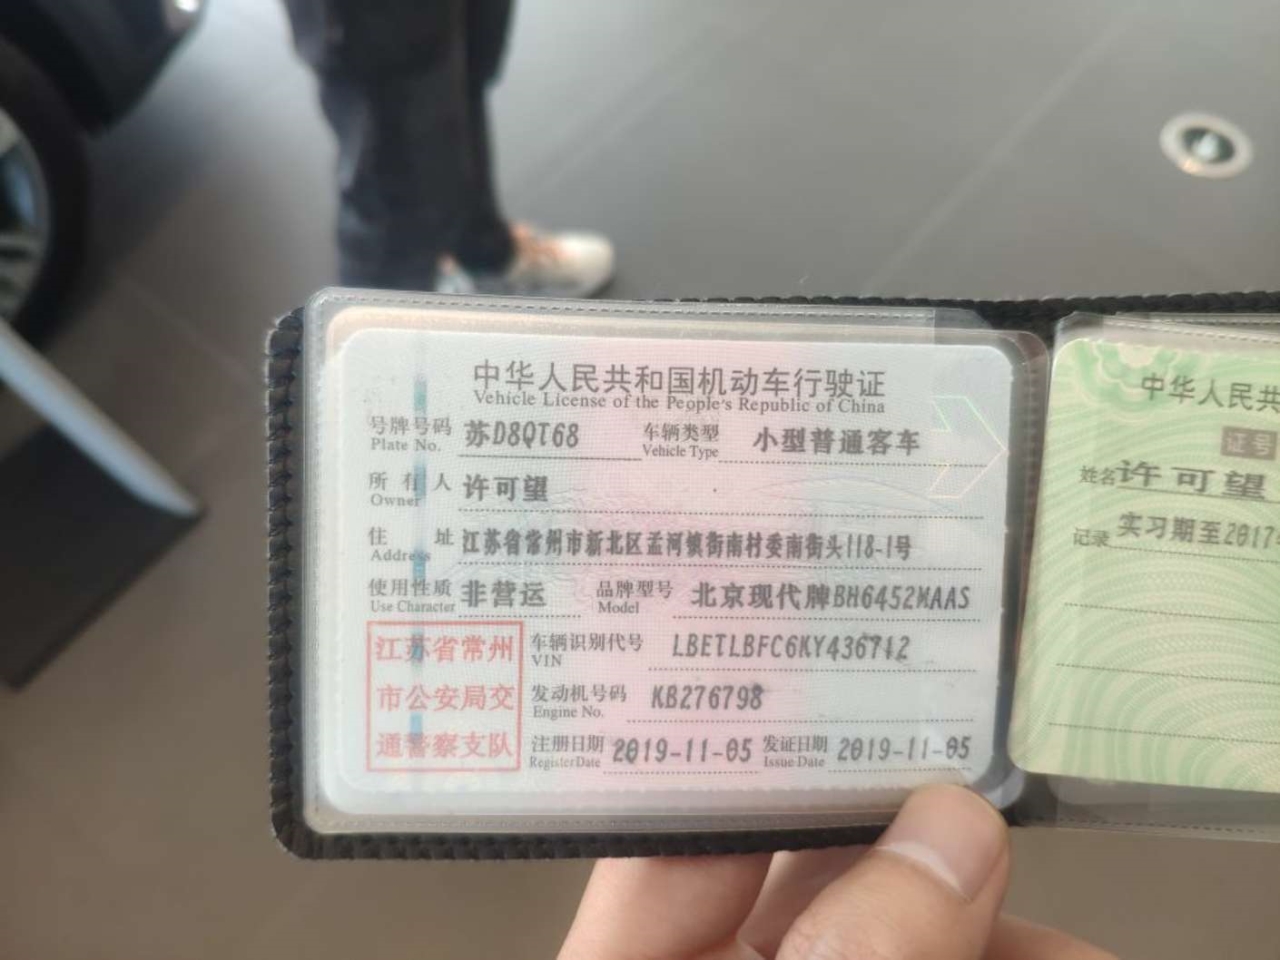 中华人民共和国机动车行驶证
Vehicle License of the People's Republic of China
号牌号码 苏D8QT68 车辆类型 小型普通客车
Plate No. Vehicle Type
所有人 许可望
Owner
住址 江苏省常州市新北区孟河镇街南村委南街头118-1号
Address
使用性质 非营运 品牌型号 北京现代牌BH6452MAAS
Use Character Model
江苏省常州
市公安局交
通警察支队
车辆识别代号 LBETLBFC6KY436712
VIN
发动机号码 KB276798
Engine No.
注册日期 2019-11-05 发证日期 2019-11-05
Register Date Issue Date
中华人民共
证号
姓名 许可望
记录 实习期至2017